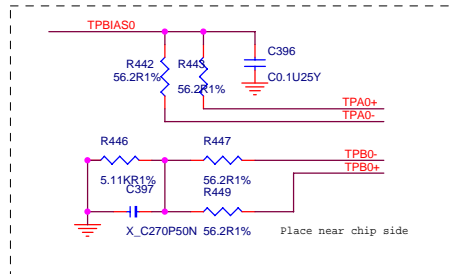 TPBIAS0
C396
R442
R443
56.2R1%
56.2R1%
C0.1U25Y
TPA0+
TPA0-
R446
R447
TPB0-
TPB0+
5.11KR1%
56.2R1%
C397
R449
X_C270P50N
56.2R1%
Place near chip side